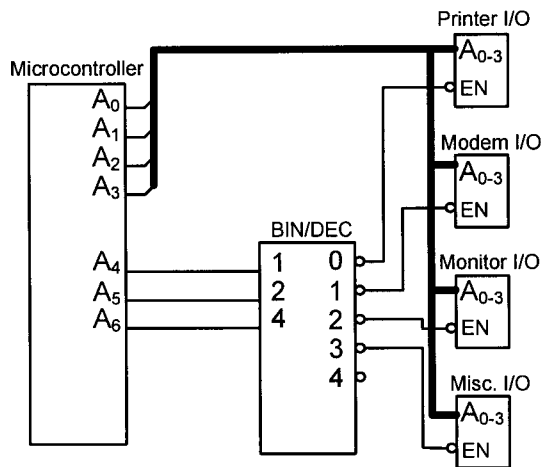 Printer I/O
A0-3
EN
Microcontroller
A0
A1
A2
A3
A4
A5
A6
Modem I/O
A0-3
EN
BIN/DEC
1
2
4
0
1
2
3
4
Monitor I/O
A0-3
EN
Misc. I/O
A0-3
EN